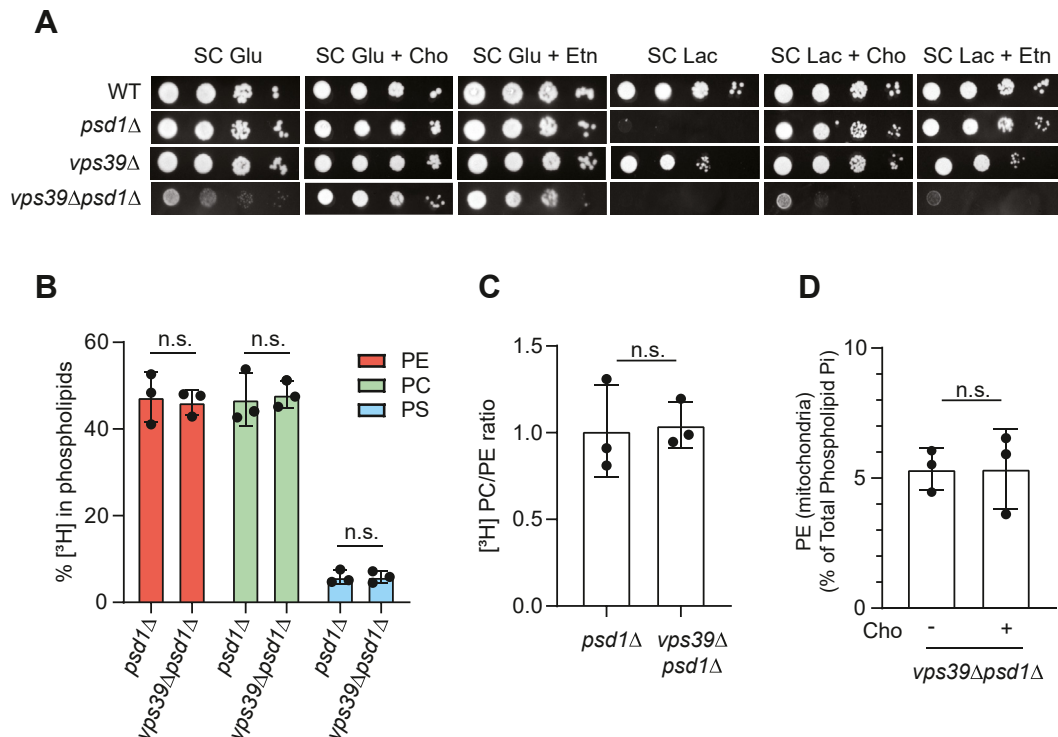 A
SC Glu
SC Glu + Cho
SC Glu + Etn
SC Lac
SC Lac + Cho
SC Lac + Etn
WT
psd1Δ
vps39Δ
vps39Δpsd1Δ
B
% [³H] in phospholipids
60
40
20
0
n.s.
n.s.
n.s.
PE
PC
PS
psd1Δ
vps39Δpsd1Δ
psd1Δ
vps39Δpsd1Δ
psd1Δ
vps39Δpsd1Δ
C
[³H] PC/PE ratio
1.5
1.0
0.5
0.0
n.s.
psd1Δ
vps39Δ
psd1Δ
D
PE (mitochondria)
(% of Total Phospholipid Pi)
10
5
0
n.s.
Cho
-
+
vps39Δpsd1Δ